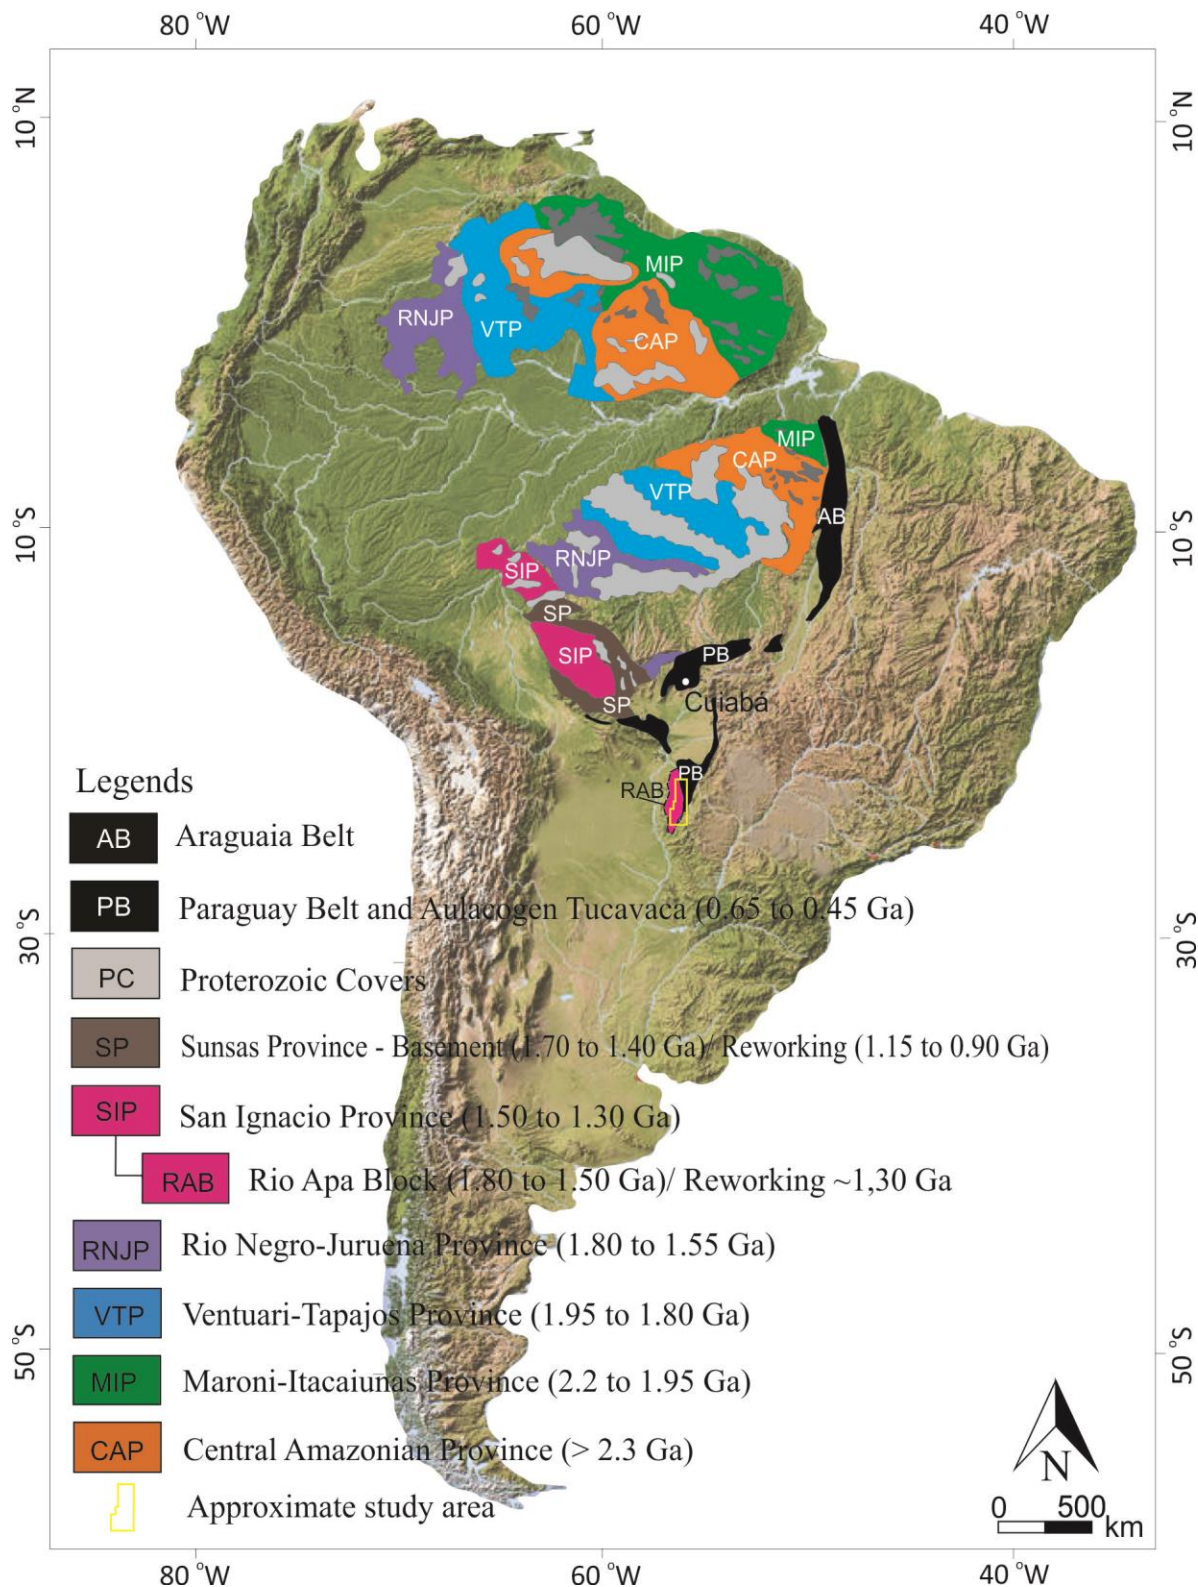 80 °W 60 °W 40 °W
10 °N 10 °N
MIP
RNJP
VTP
CAP
MIP
CAP
VTP
10 °S AB 10 °S
RNJP
SIP
SP
SIP PB
Cuiabá
SP
PB
RAB
Legends
AB Araguaia Belt
PB Paraguay Belt and Aulacogen Tucavaca (0.65 to 0.45 Ga)
30 °S 30 °S
PC Proterozoic Covers
SP Sunsas Province - Basement (1.70 to 1.40 Ga)/ Reworking (1.15 to 0.90 Ga)
SIP San Ignacio Province (1.50 to 1.30 Ga)
RAB Rio Apa Block (1.80 to 1.50 Ga)/ Reworking ~1,30 Ga
RNJP Rio Negro-Juruena Province (1.80 to 1.55 Ga)
VTP Ventuari-Tapajos Province (1.95 to 1.80 Ga)
50 °S 50 °S
MIP Maroni-Itacaiunas Province (2.2 to 1.95 Ga)
CAP Central Amazonian Province (> 2.3 Ga)
N
Approximate study area
0 500
km
80 °W 60 °W 40 °W